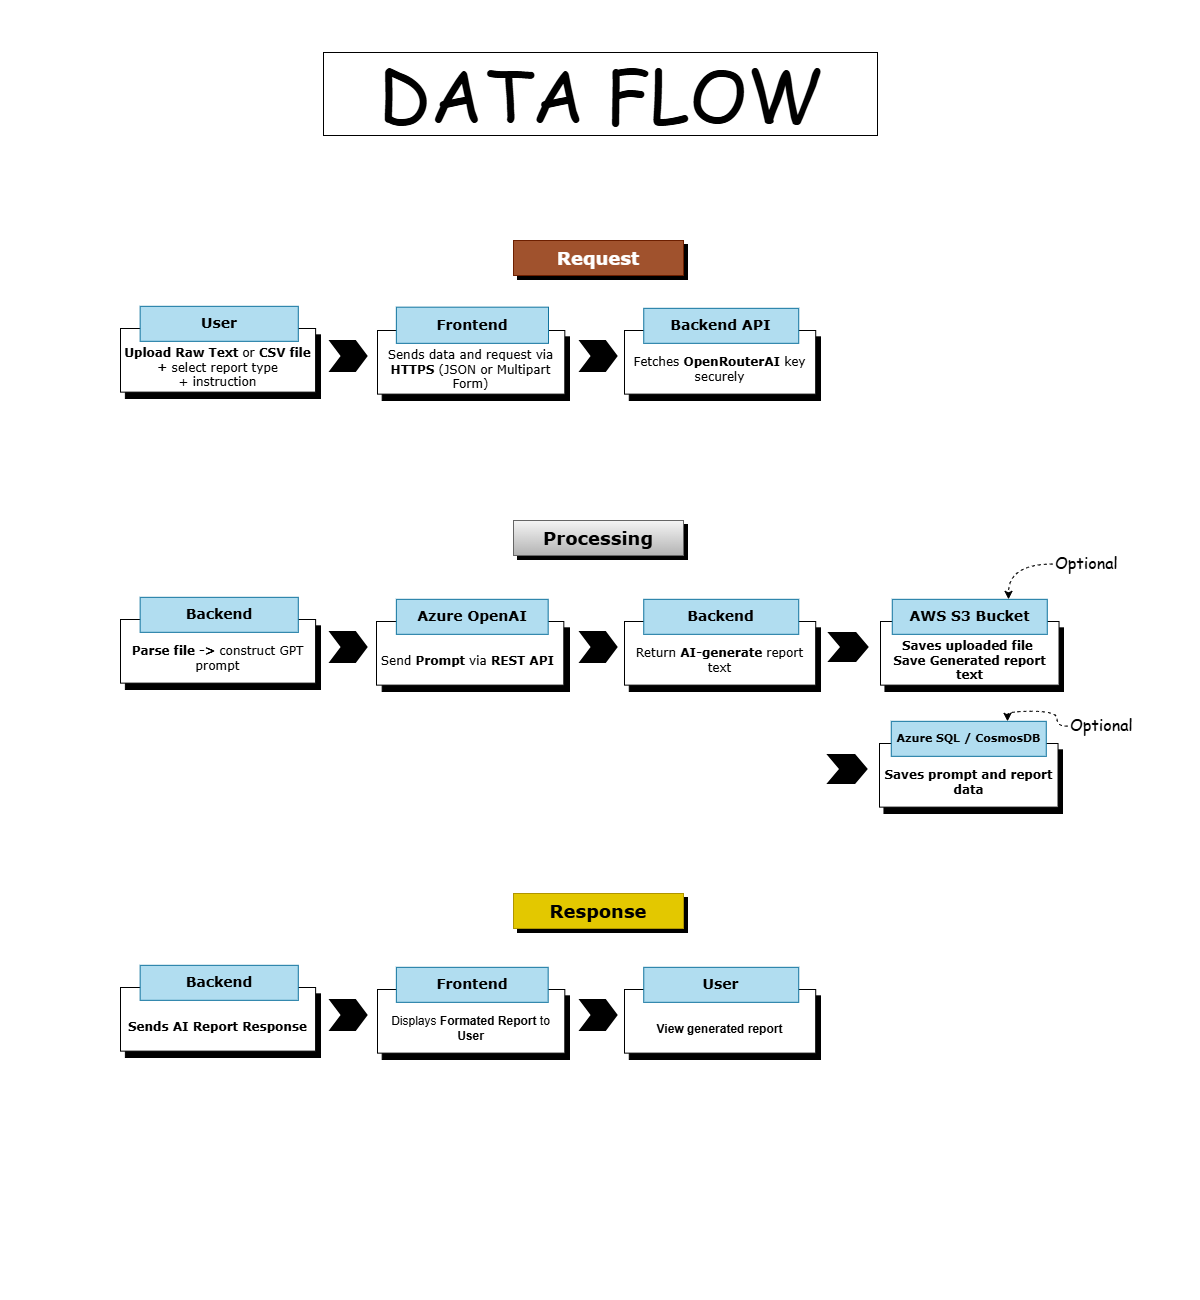 DATA FLOW
Request
User
Upload Raw Text or CSV file
+ select report type
+ instruction
Frontend
Sends data and request via
HTTPS (JSON or Multipart
Form)
Backend API
Fetches OpenRouterAI key
securely
Processing
Backend
Parse file -> construct GPT
prompt
Azure OpenAI
Send Prompt via REST API
Backend
Return AI-generate report
text
Optional
AWS S3 Bucket
Saves uploaded file
Save Generated report
text
Optional
Azure SQL / CosmosDB
Saves prompt and report
data
Response
Backend
Sends AI Report Response
Frontend
Displays Formated Report to
User
User
View generated report